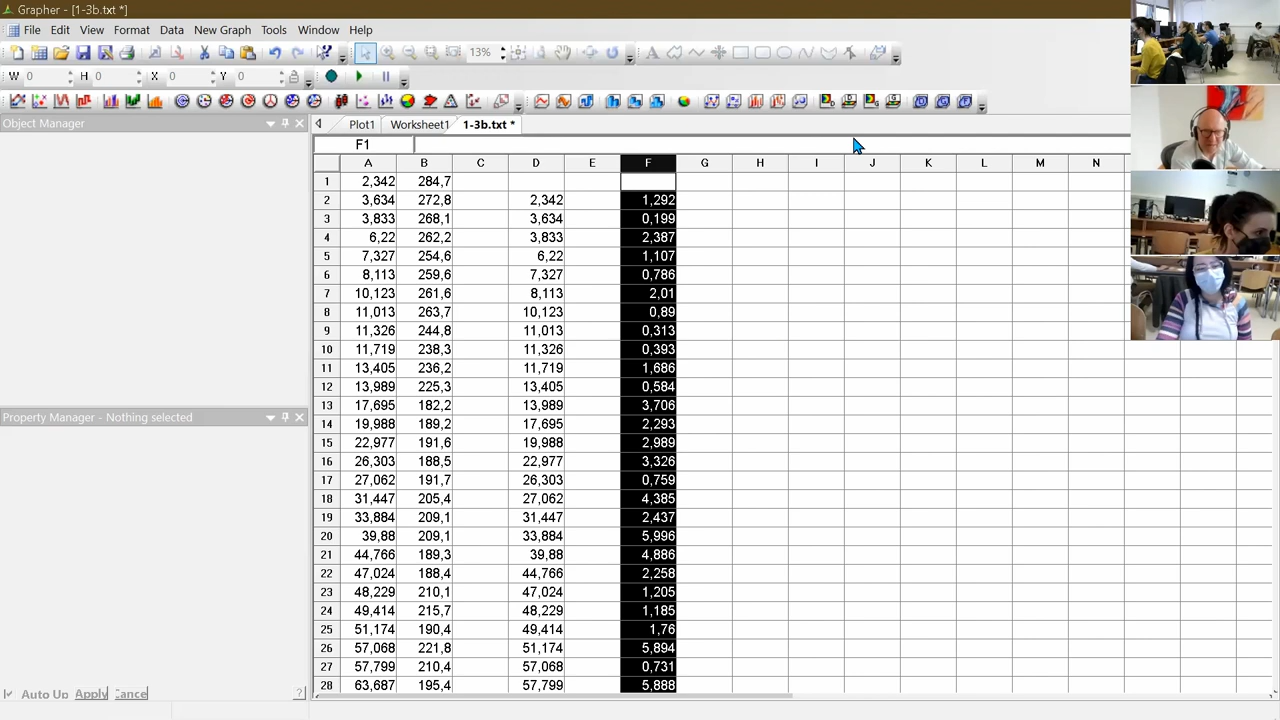 Grapher - [1-3b.txt *]
File Edit View Format Data New Graph Tools Window Help
13%
W 0 H 0 X 0 Y 0
Object Manager
Plot1 Worksheet1 1-3b.txt *
F1
A B C D E F G H I J K L M N
1 2,342 284,7
2 3,634 272,8 2,342 1,292
3 3,833 268,1 3,634 0,199
4 6,22 262,2 3,833 2,387
5 7,327 254,6 6,22 1,107
6 8,113 259,6 7,327 0,786
7 10,123 261,6 8,113 2,01
8 11,013 263,7 10,123 0,89
9 11,326 244,8 11,013 0,313
10 11,719 238,3 11,326 0,393
11 13,405 236,2 11,719 1,686
12 13,989 225,3 13,405 0,584
13 17,695 182,2 13,989 3,706
14 19,988 189,2 17,695 2,293
15 22,977 191,6 19,988 2,989
16 26,303 188,5 22,977 3,326
17 27,062 191,7 26,303 0,759
18 31,447 205,4 27,062 4,385
19 33,884 209,1 31,447 2,437
20 39,88 209,1 33,884 5,996
21 44,766 189,3 39,88 4,886
22 47,024 188,4 44,766 2,258
23 48,229 210,1 47,024 1,205
24 49,414 215,7 48,229 1,185
25 51,174 190,4 49,414 1,76
26 57,068 221,8 51,174 5,894
27 57,799 210,4 57,068 0,731
28 63,687 195,4 57,799 5,888
Property Manager - Nothing selected
Auto Up Apply Cance